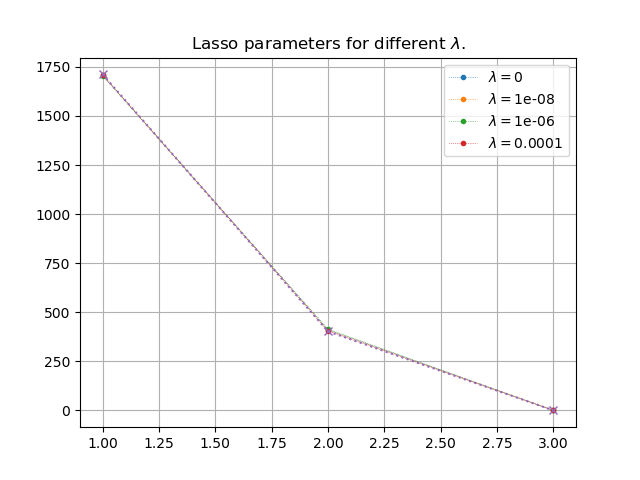 Lasso parameters for different λ.
1750
1500
1250
1000
750
500
250
0
1.00 1.25 1.50 1.75 2.00 2.25 2.50 2.75 3.00
λ = 0
λ = 1e-08
λ = 1e-06
λ = 0.0001